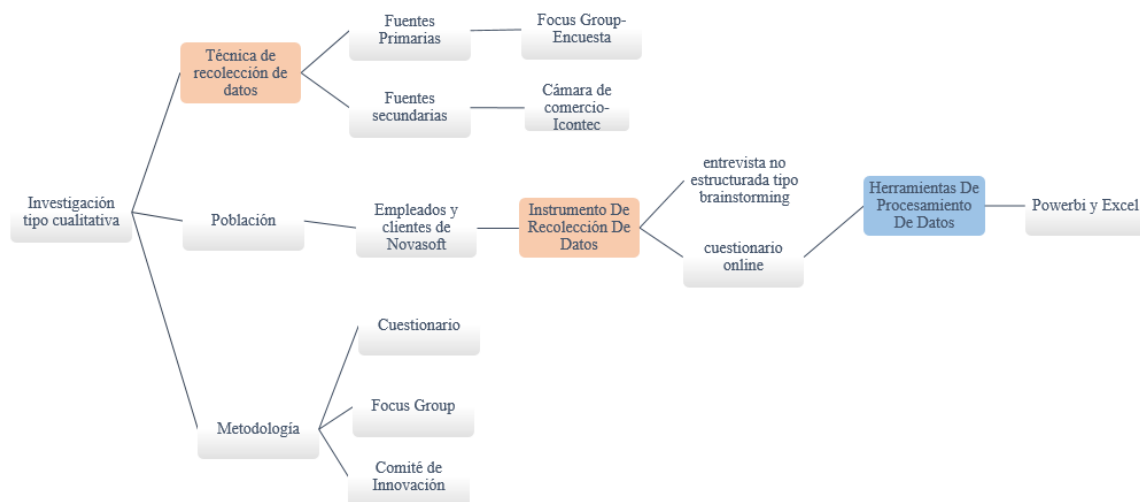 Fuentes
Primarias
Focus Group-
Encuesta
Técnica de
recolección de
datos
Fuentes
secundarias
Cámara de
comercio-
Icontec
Investigación
tipo cualitativa
Población
Empleados y
clientes de
Novasoft
Instrumento De
Recolección De
Datos
entrevista no
estructurada tipo
brainstorming
cuestionario
online
Herramientas De
Procesamiento
De Datos
Powerbi y Excel
Metodología
Cuestionario
Focus Group
Comité de
Innovación